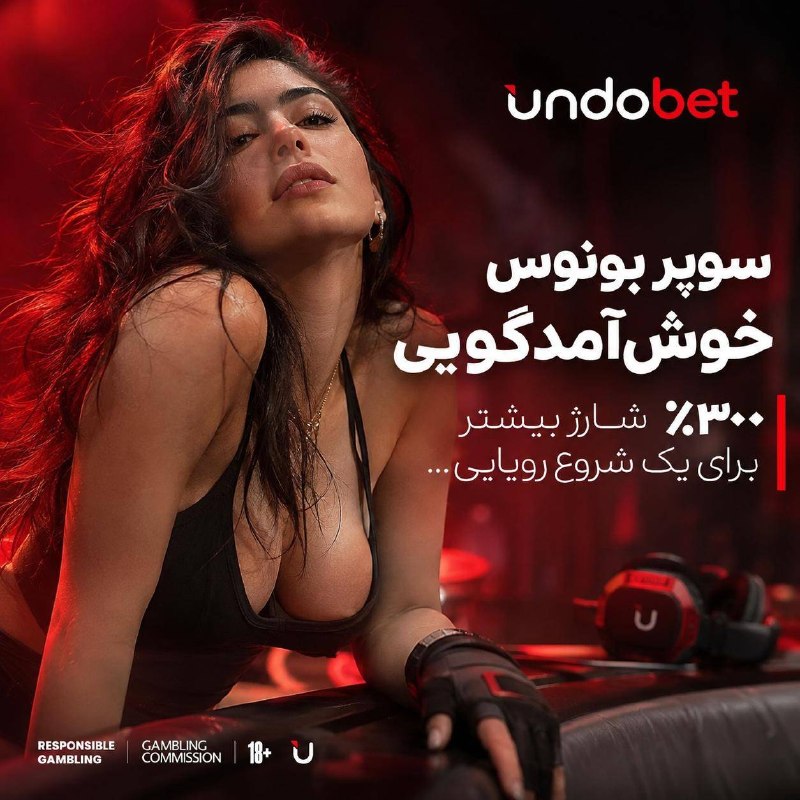 undobet
سوپر بونوس
خوش‌آمدگویی
٪۳۰۰ شارژ بیشتر
برای یک شروع رویایی...
RESPONSIBLE GAMBLING
GAMBLING COMMISSION
18+
U
U